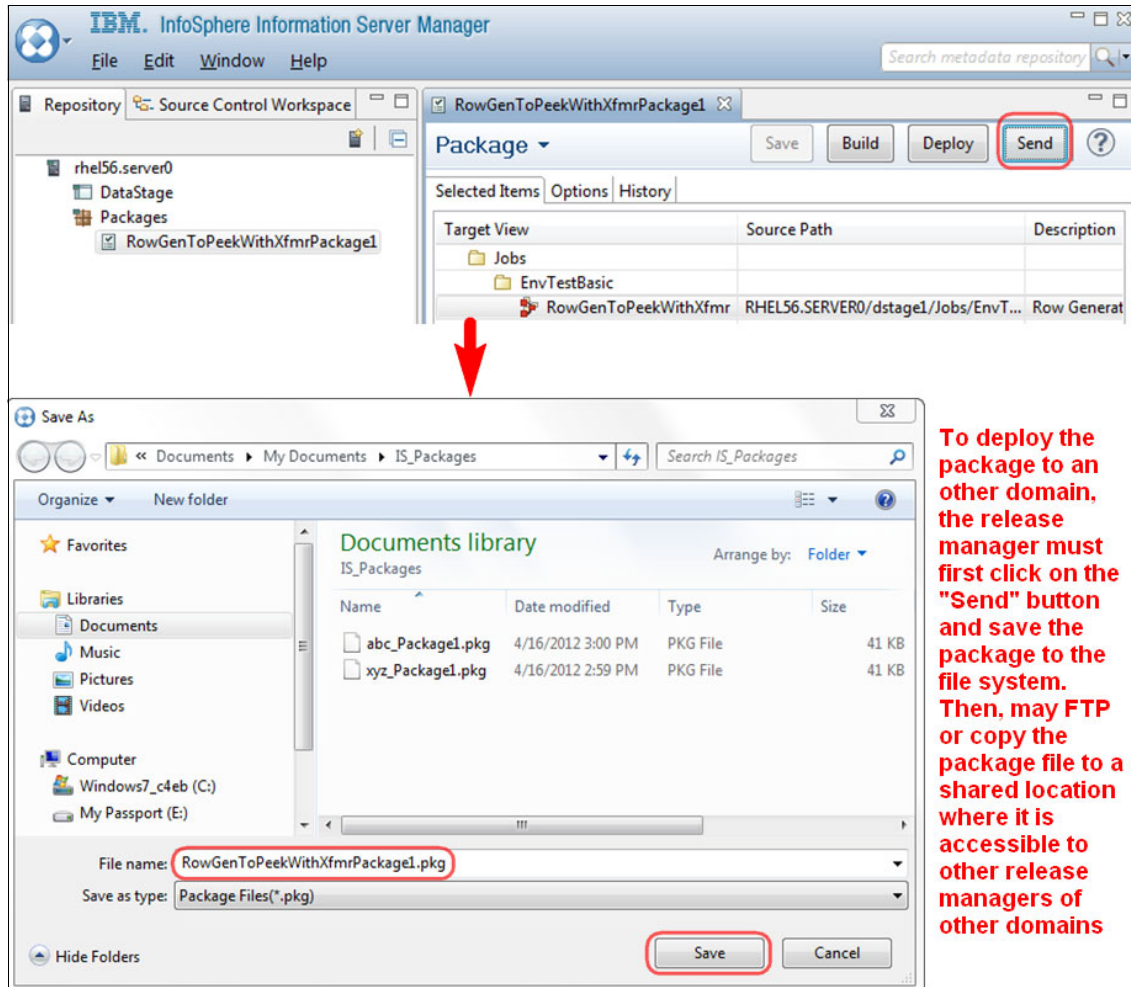 IBM. InfoSphere Information Server Manager
File Edit Window Help
Search metadata repository
Repository Source Control Workspace
RowGenToPeekWithXfmrPackage1
Package
Save Build Deploy Send ?
rhel56.server0
DataStage
Packages
RowGenToPeekWithXfmrPackage1
Selected Items Options History
Target View Source Path Description
Jobs
EnvTestBasic
RowGenToPeekWithXfmr RHEL56.SERVER0/dstage1/Jobs/EnvT... Row Generat
Save As
« Documents My Documents IS_Packages
Search IS_Packages
Organize New folder ?
Favorites
Libraries
Documents
Music
Pictures
Videos
Computer
Windows7_c4eb (C:)
My Passport (E:)
Documents library
IS_Packages
Arrange by: Folder
Name Date modified Type Size
abc_Package1.pkg 4/16/2012 3:00 PM PKG File 41 KB
xyz_Package1.pkg 4/16/2012 2:59 PM PKG File 41 KB
File name: RowGenToPeekWithXfmrPackage1.pkg
Save as type: Package Files(*.pkg)
Hide Folders
Save Cancel
To deploy the
package to an
other domain,
the release
manager must
first click on the
"Send" button
and save the
package to the
file system.
Then, may FTP
or copy the
package file to a
shared location
where it is
accessible to
other release
managers of
other domains